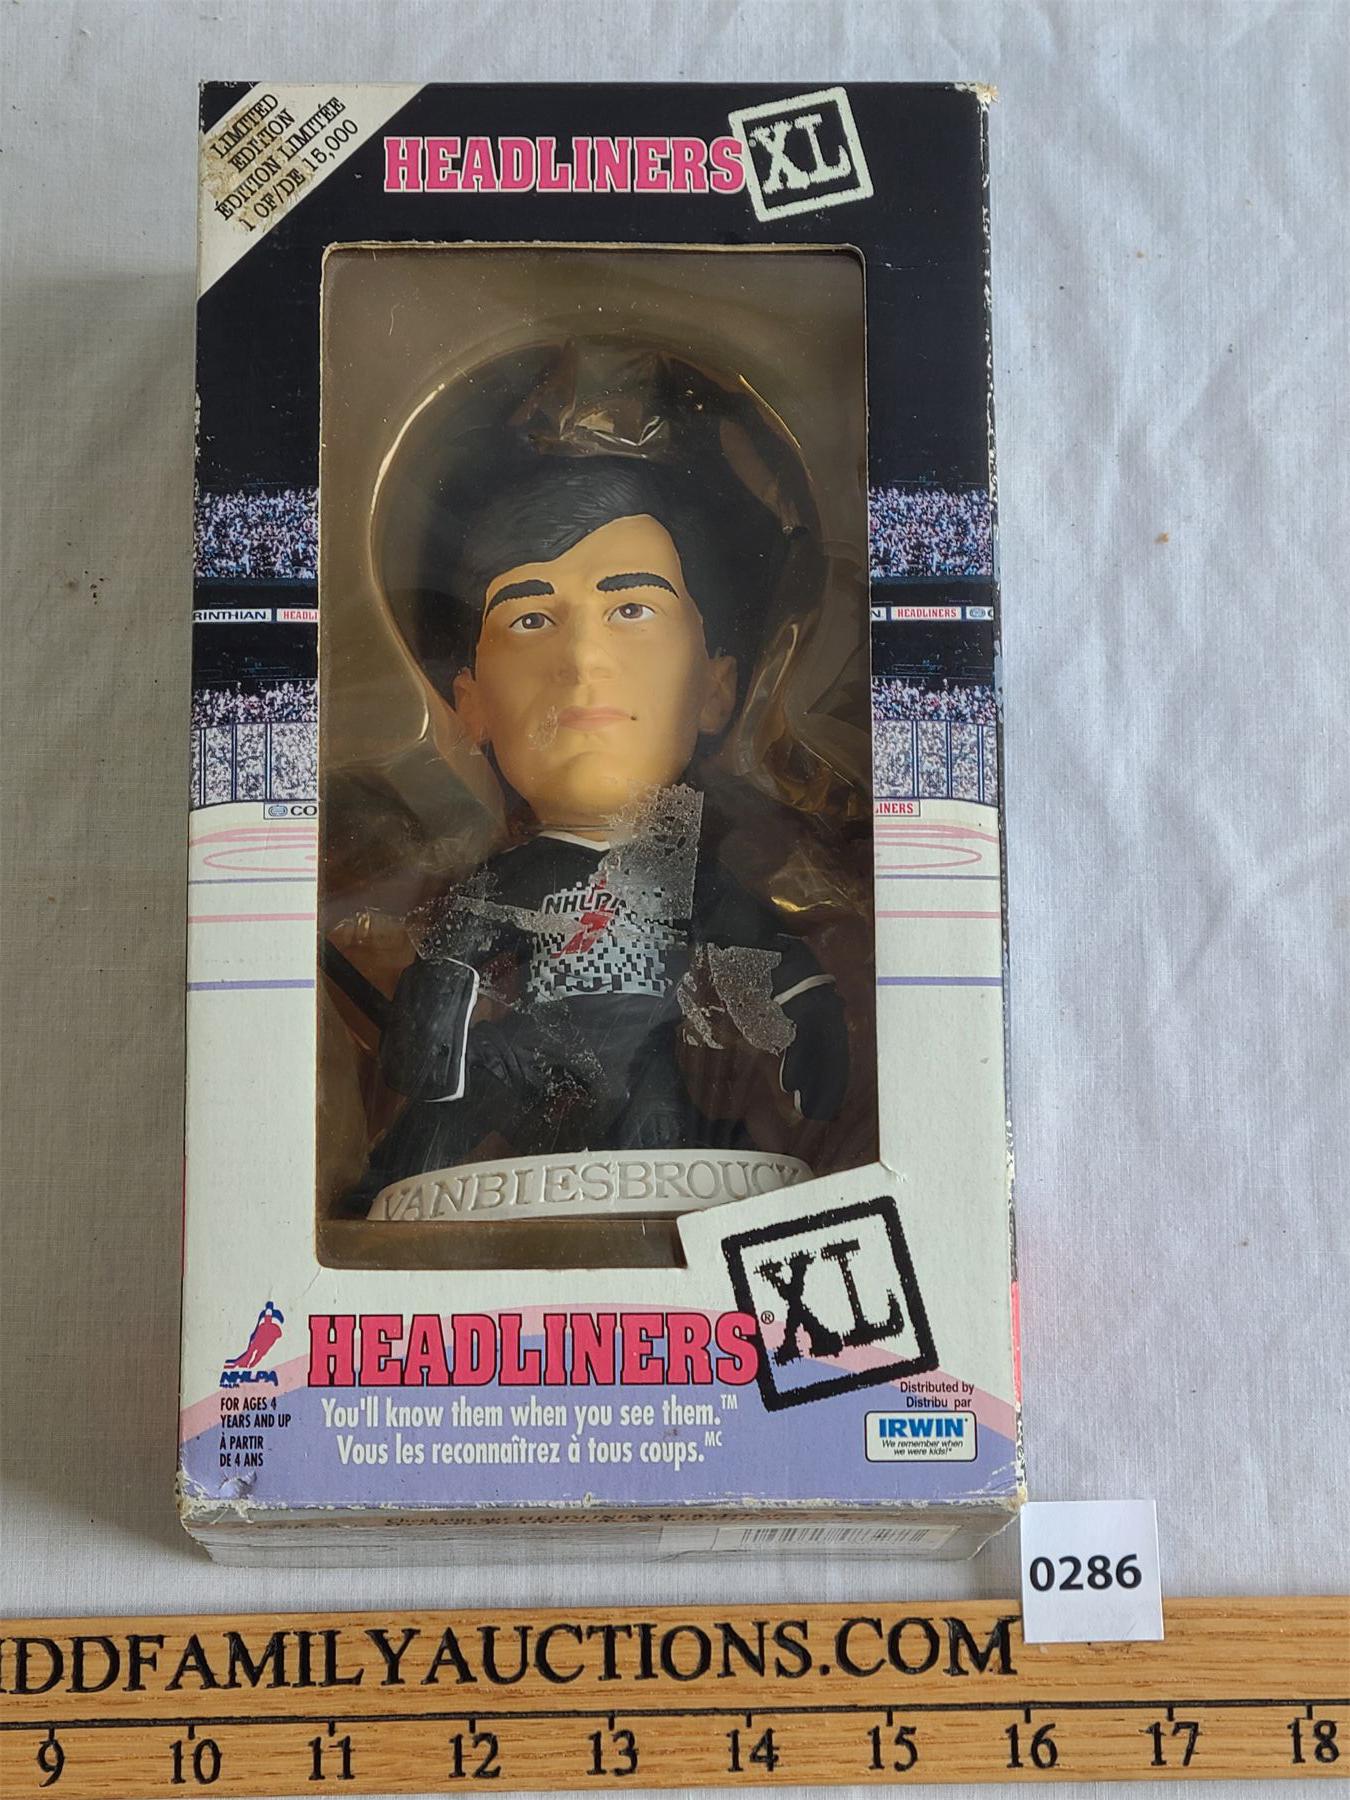 LIMITED
EDITION
ÉDITION LIMITÉE
1 OF/DE 15,000
HEADLINERS XL
RINTHIAN HEADLI
N HEADLINERS
CO
LINERS
NHLPA
VANBIESBROUCK
XL
HEADLINERS®
NHLPA
FOR AGES 4
YEARS AND UP
À PARTIR
DE 4 ANS
You'll know them when you see them.™
Vous les reconnaîtrez à tous coups.MC
Distributed by
Distribu par
IRWIN
We remember when
we were kids!
0286
IDDFAMILYAUCTIONS.COM
9 10 11 12 13 14 15 16 17 18